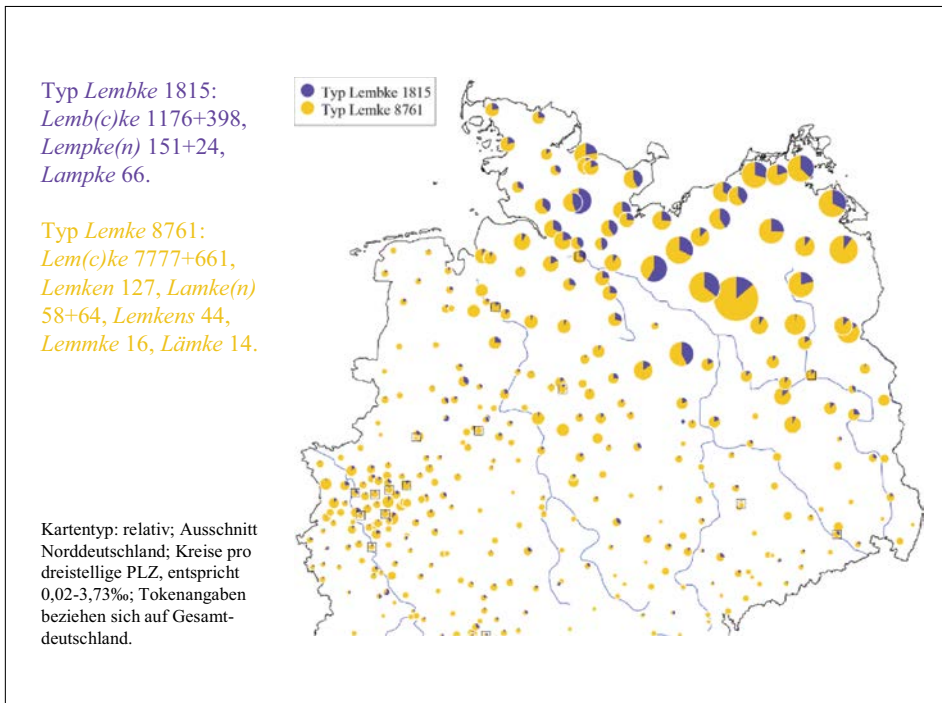 Typ Lembke 1815:
Lemb(c)ke 1176+398,
Lempke(n) 151+24,
Lampke 66.
Typ Lemke 8761:
Lem(c)ke 7777+661,
Lemken 127, Lamke(n)
58+64, Lemkens 44,
Lemmke 16, Lämke 14.
Kartentyp: relativ; Ausschnitt
Norddeutschland; Kreise pro
dreistellige PLZ, entspricht
0,02-3,73‰; Tokenangaben
beziehen sich auf Gesamt-
deutschland.
Typ Lembke 1815
Typ Lemke 8761